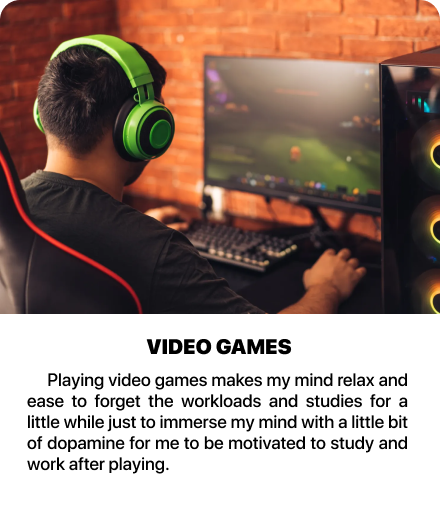 VIDEO GAMES
Playing video games makes my mind relax and
ease to forget the workloads and studies for a
little while just to immerse my mind with a little bit
of dopamine for me to be motivated to study and
work after playing.